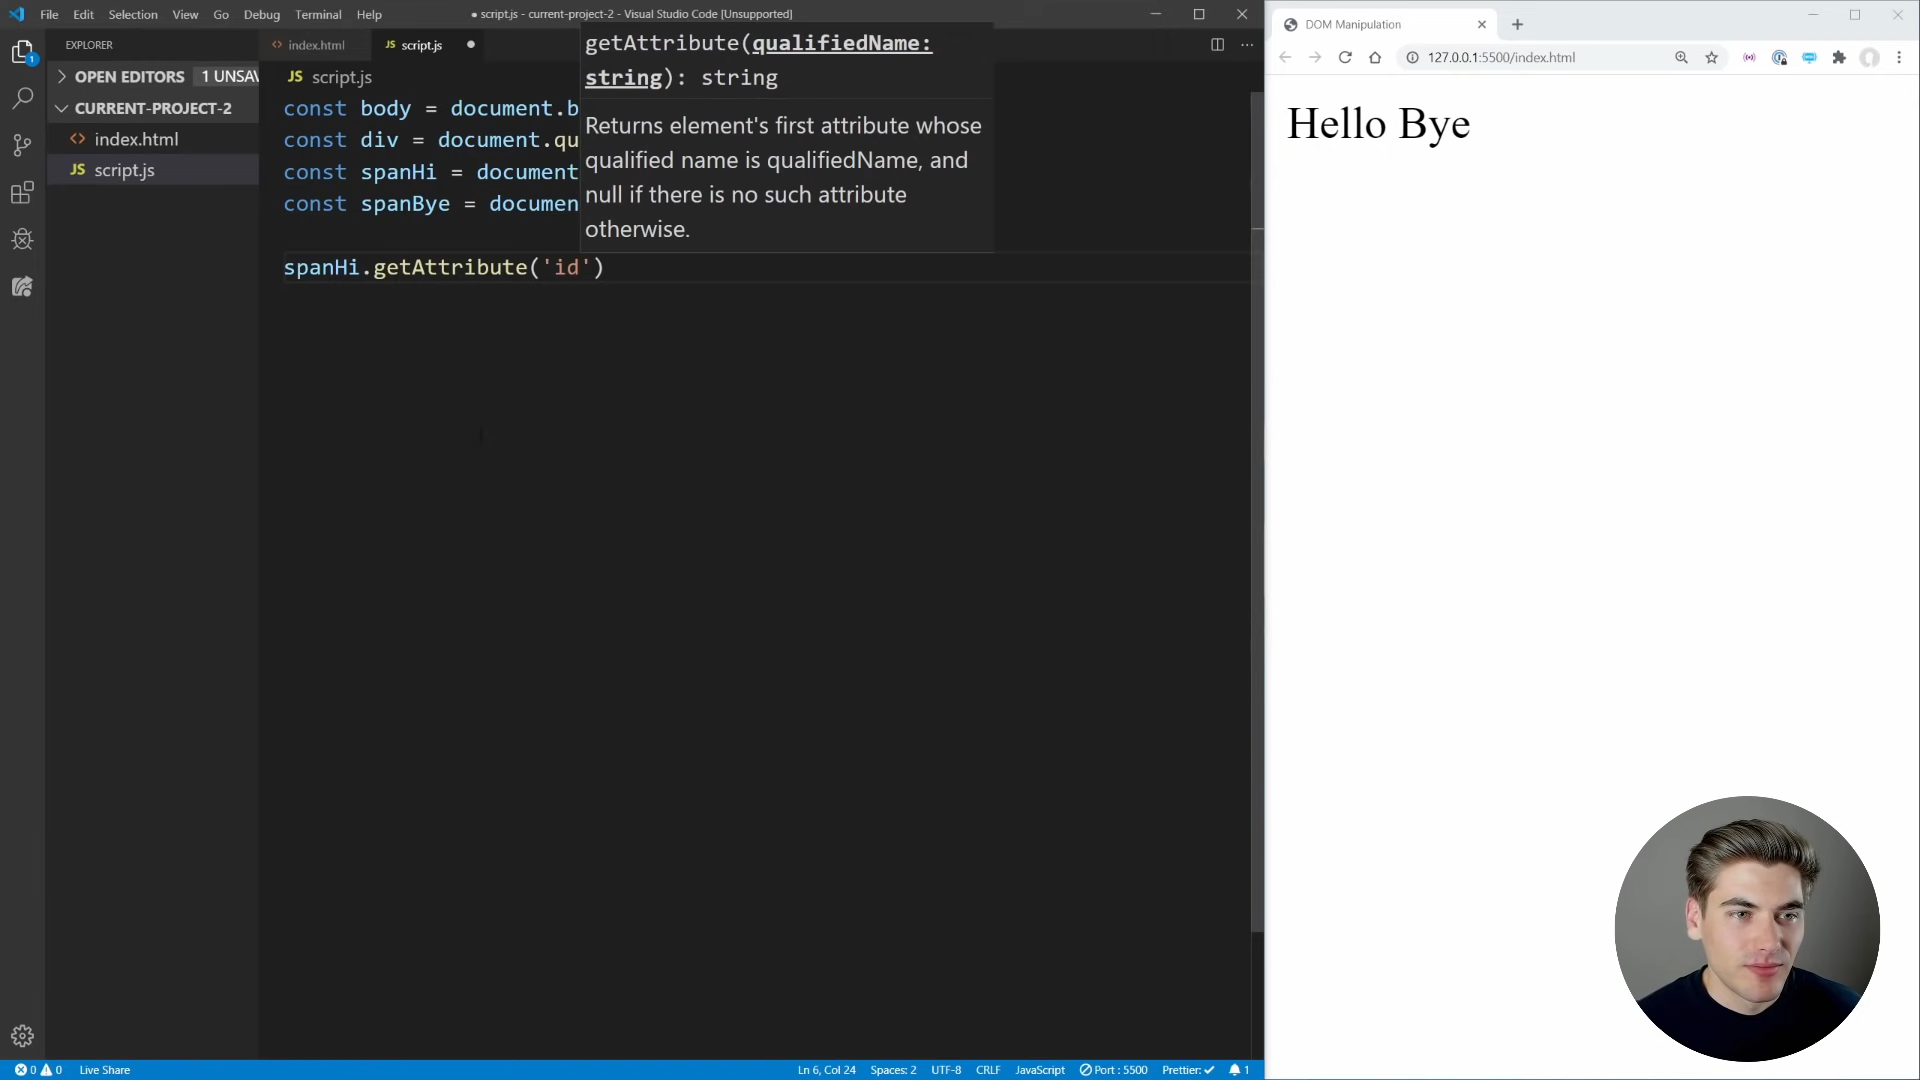 File Edit Selection View Go Debug Terminal Help
● script.js - current-project-2 - Visual Studio Code [Unsupported]
EXPLORER
OPEN EDITORS 1 UNSAV
CURRENT-PROJECT-2
<> index.html
JS script.js
<> index.html
JS script.js ●
JS script.js
const body = document.b
const div = document.qu
const spanHi = document
const spanBye = documen
spanHi.getAttribute('id')
getAttribute(qualifiedName:
string): string
Returns element's first attribute whose
qualified name is qualifiedName, and
null if there is no such attribute
otherwise.
1
0 0 Live Share
Ln 6, Col 24 Spaces: 2 UTF-8 CRLF JavaScript Port : 5500 Prettier: ✓ 1
DOM Manipulation
127.0.0.1:5500/index.html
Hello Bye